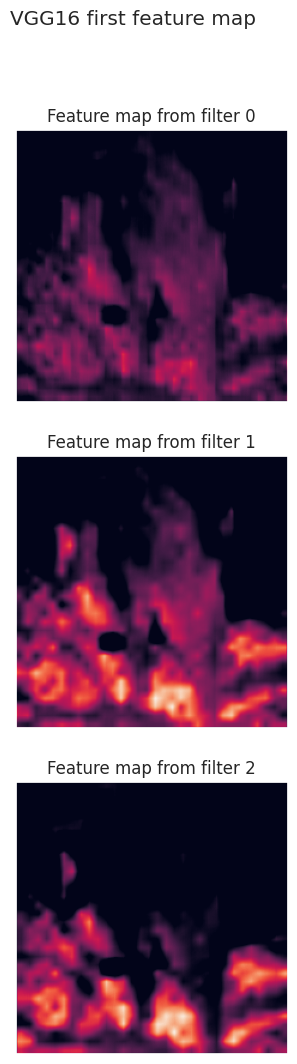 VGG16 first feature map
Feature map from filter 0
Feature map from filter 1
Feature map from filter 2